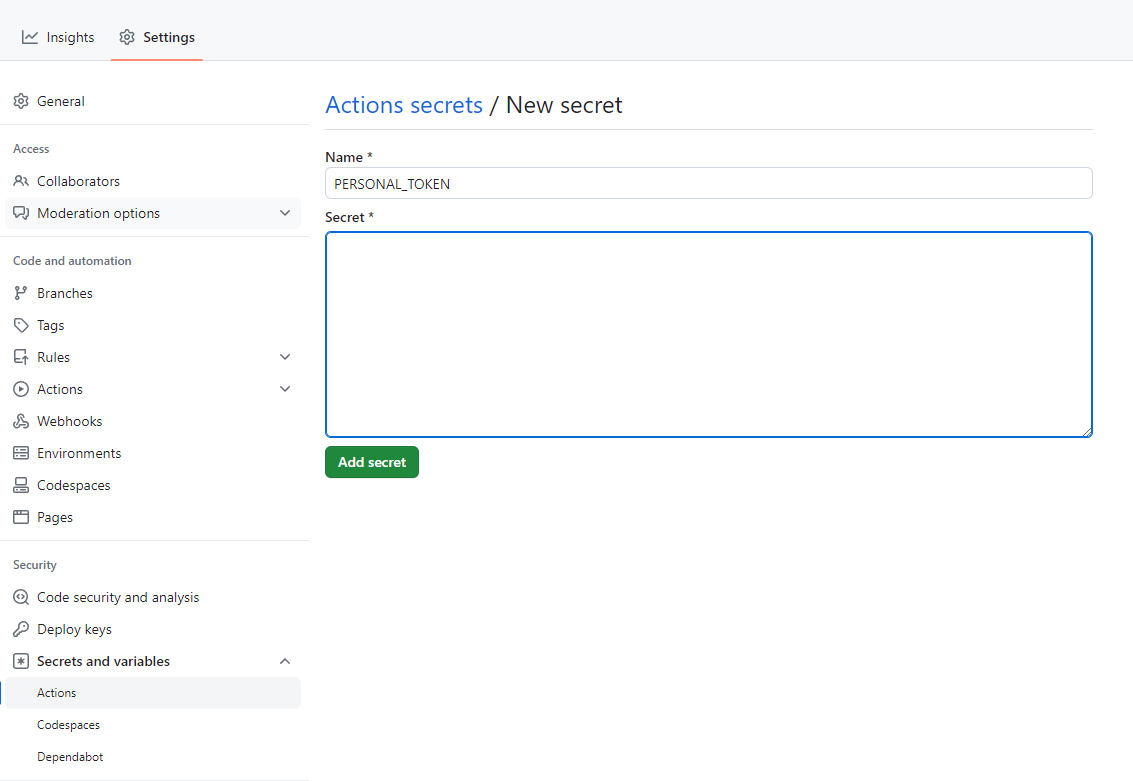 Insights
Settings
General
Access
Collaborators
Moderation options
Code and automation
Branches
Tags
Rules
Actions
Webhooks
Environments
Codespaces
Pages
Security
Code security and analysis
Deploy keys
Secrets and variables
Actions
Codespaces
Dependabot
Actions secrets / New secret
Name *
PERSONAL_TOKEN
Secret *
Add secret